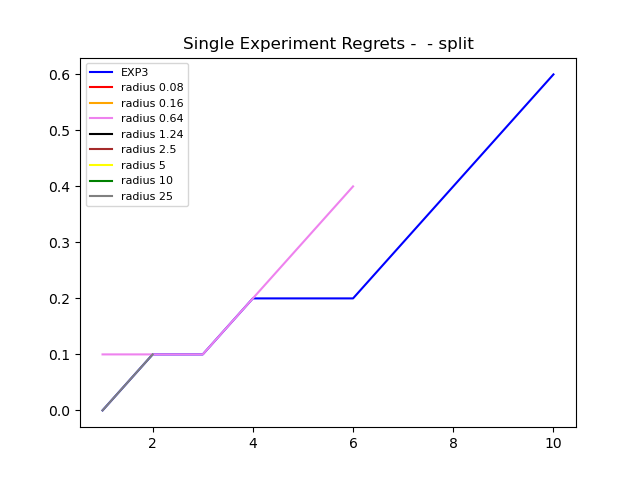 Single Experiment Regrets -  - split
EXP3
radius 0.08
radius 0.16
radius 0.64
radius 1.24
radius 2.5
radius 5
radius 10
radius 25
0.6
0.5
0.4
0.3
0.2
0.1
0.0
2 4 6 8 10